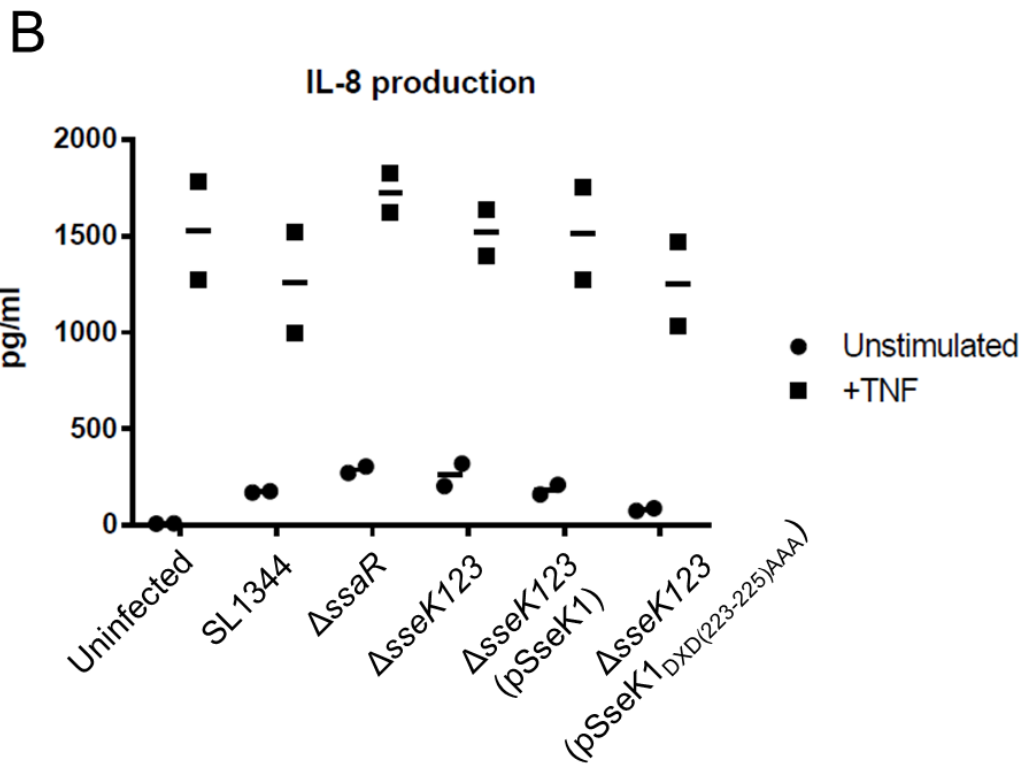 B
IL-8 production
pg/ml
2000
1500
1000
500
0
Unstimulated
+TNF
Uninfected
SL1344
ΔssaR
ΔsseK123
ΔsseK123
(pSseK1)
ΔsseK123
(pSseK1DXD(223-225)AAA)